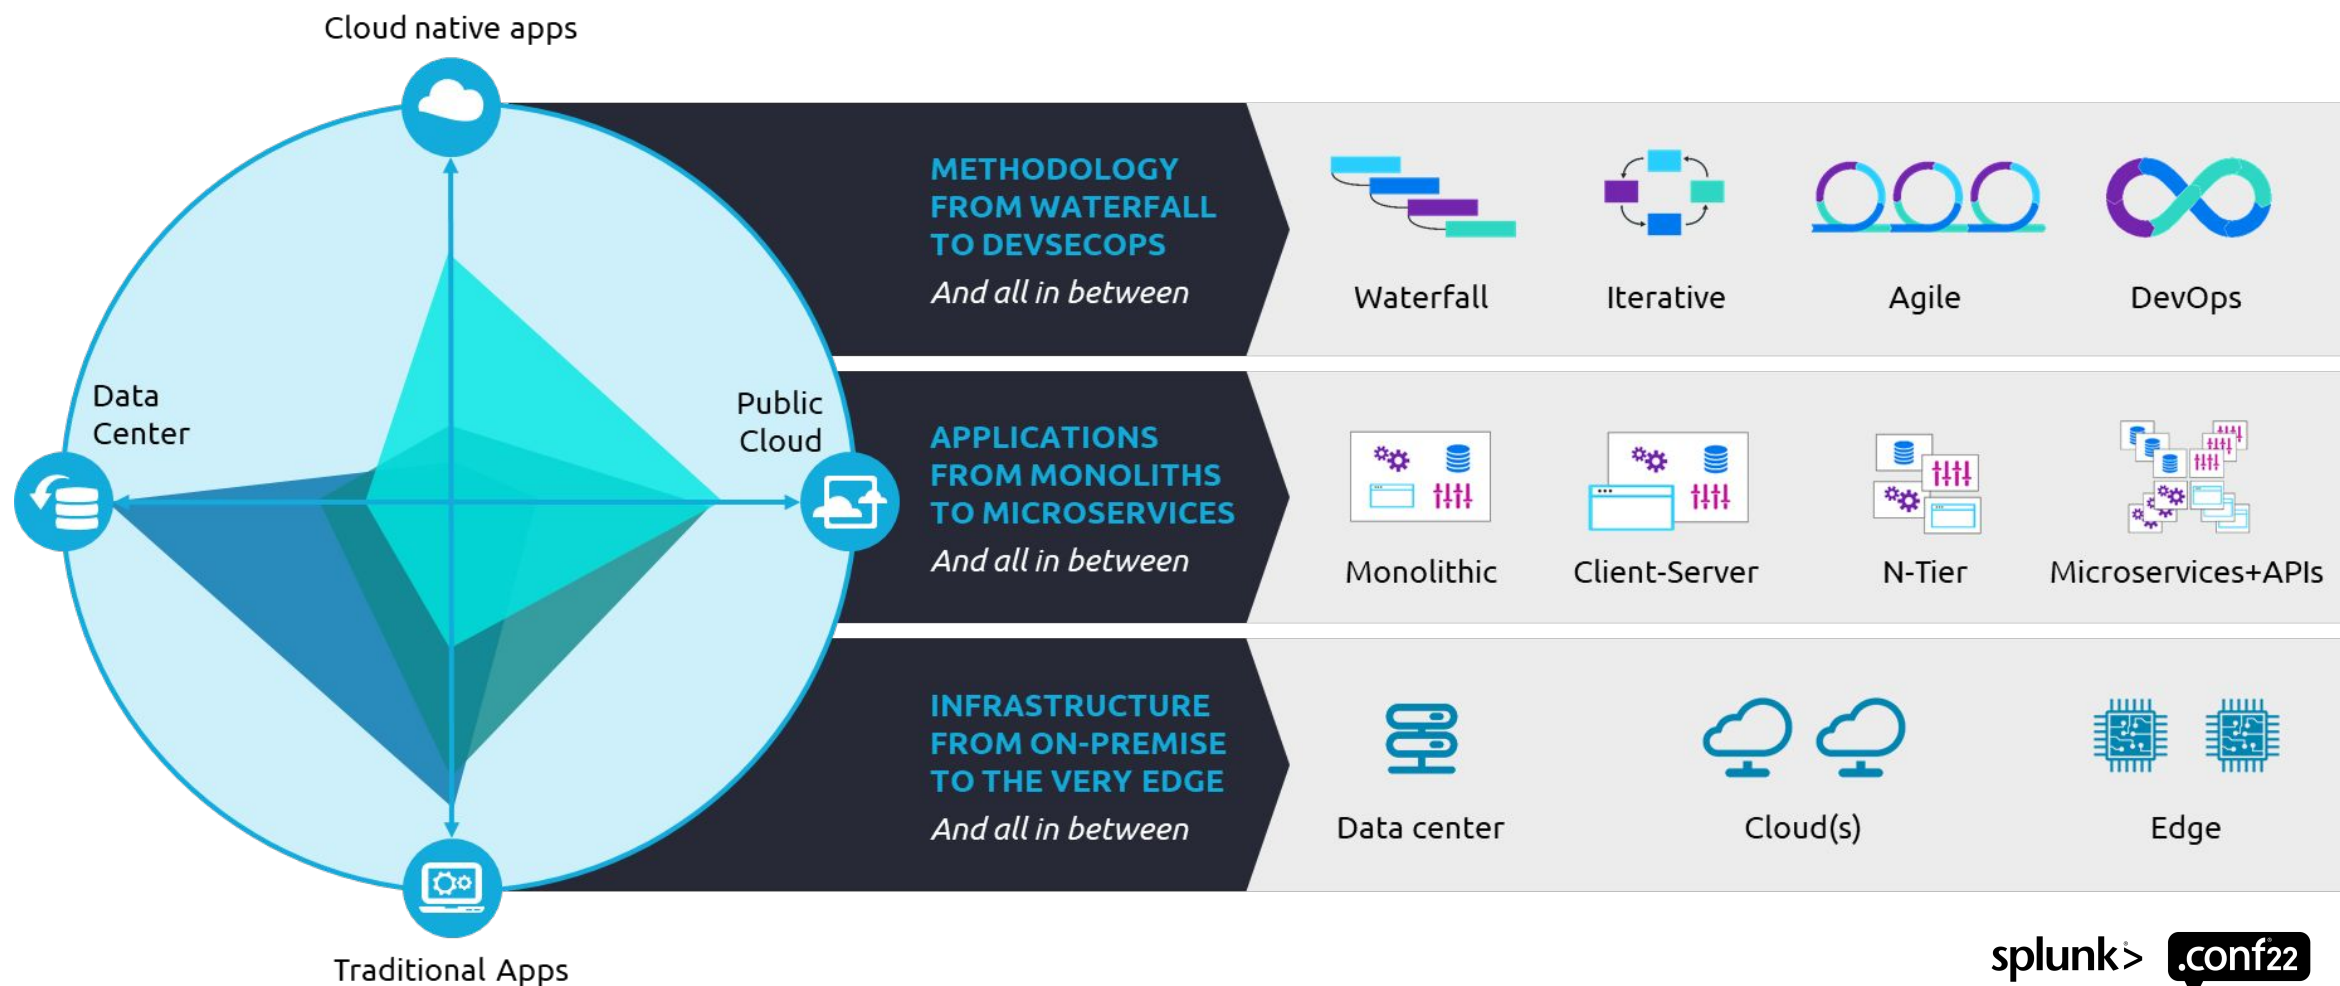 Cloud native apps
Data
Center
Public
Cloud
Traditional Apps
METHODOLOGY
FROM WATERFALL
TO DEVSECOPS
And all in between
Waterfall
Iterative
Agile
DevOps
APPLICATIONS
FROM MONOLITHS
TO MICROSERVICES
And all in between
Monolithic
Client-Server
N-Tier
Microservices+APIs
INFRASTRUCTURE
FROM ON-PREMISE
TO THE VERY EDGE
And all in between
Data center
Cloud(s)
Edge
splunk>
.conf22